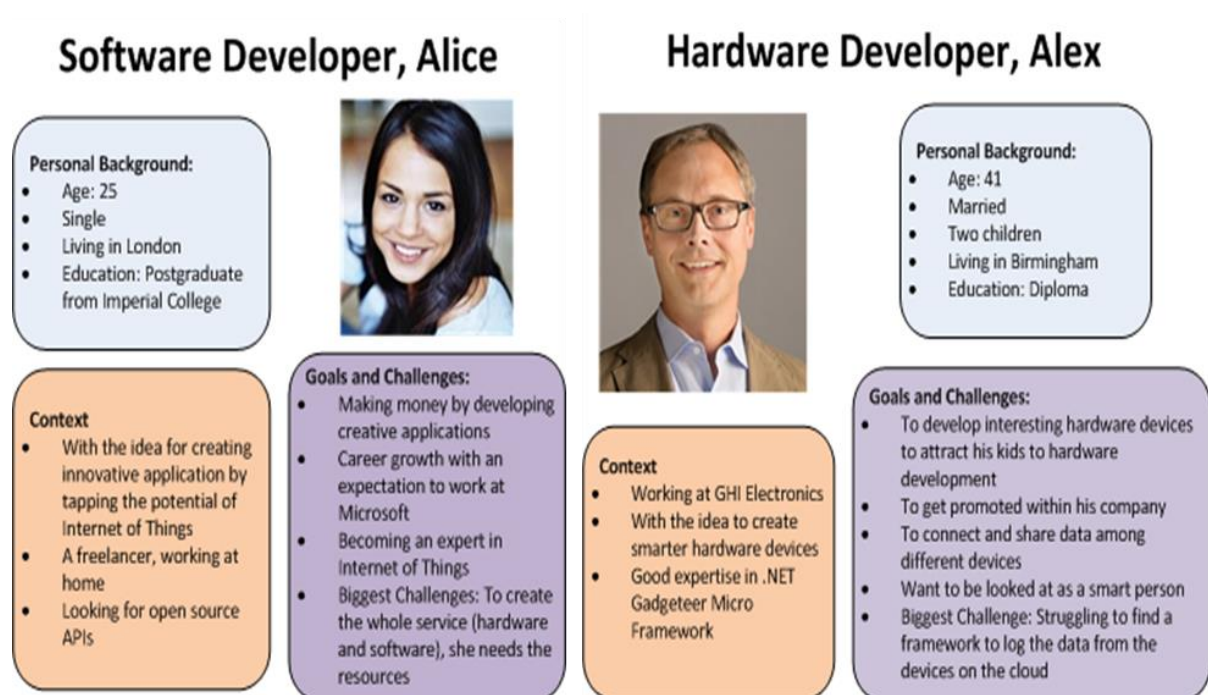 Software Developer, Alice
Personal Background:
• Age: 25
• Single
• Living in London
• Education: Postgraduate
from Imperial College
Context
• With the idea for creating
innovative application by
tapping the potential of
Internet of Things
• A freelancer, working at
home
• Looking for open source
APIs
Goals and Challenges:
• Making money by developing
creative applications
• Career growth with an
expectation to work at
Microsoft
• Becoming an expert in
Internet of Things
• Biggest Challenges: To create
the whole service (hardware
and software), she needs the
resources
Hardware Developer, Alex
Personal Background:
• Age: 41
• Married
• Two children
• Living in Birmingham
• Education: Diploma
Context
• Working at GHI Electronics
• With the idea to create
smarter hardware devices
• Good expertise in .NET
Gadgeteer Micro
Framework
Goals and Challenges:
• To develop interesting hardware devices
to attract his kids to hardware
development
• To get promoted within his company
• To connect and share data among
different devices
• Want to be looked at as a smart person
• Biggest Challenge: Struggling to find a
framework to log the data from the
devices on the cloud